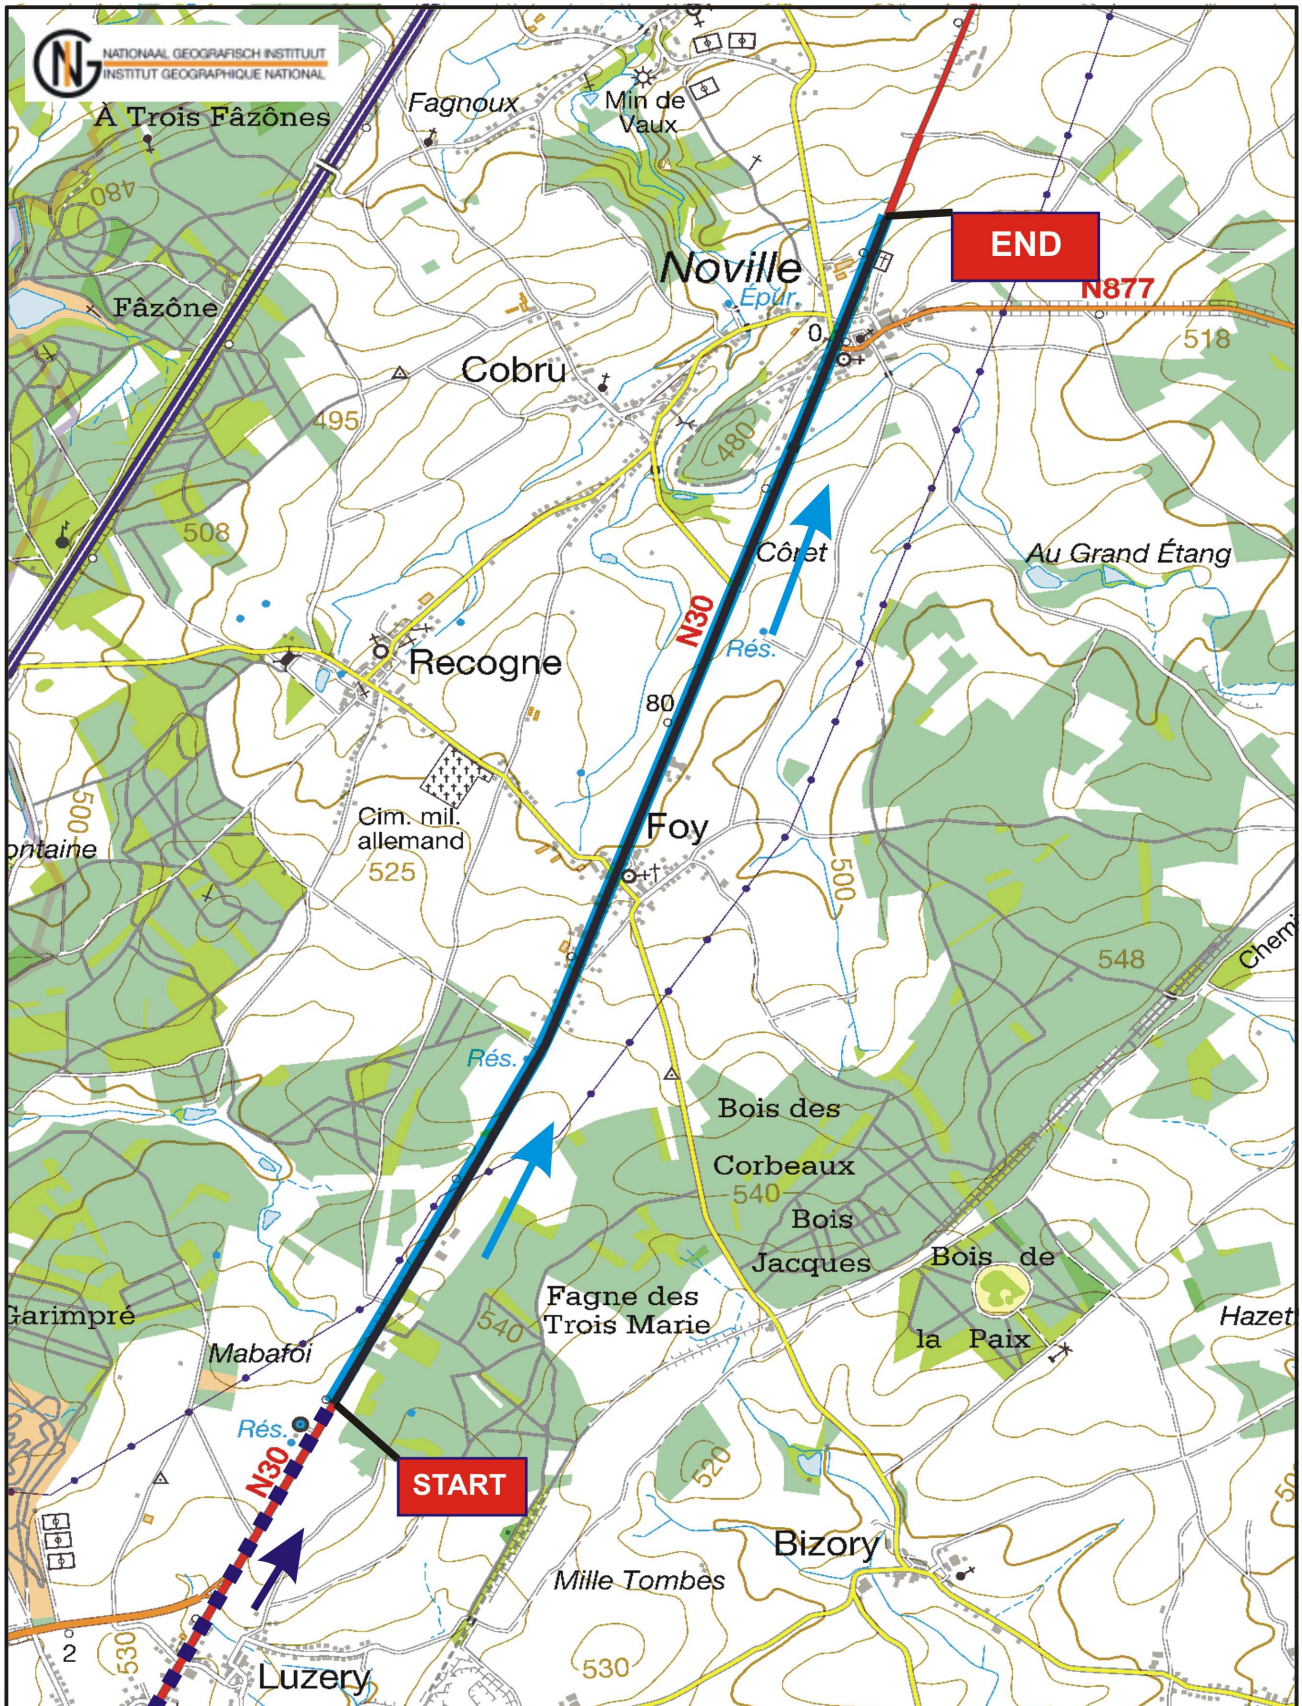 NATIONAAL GEOGRAFISCH INSTITUUT
INSTITUT GEOGRAPHIQUE NATIONAL
À Trois Fâzônes
Fagnoux
Min de
Vaux
480
END
Noville
Épur.
N877
Fâzône
0
518
Cobru
495
480
508
Côret
Au Grand Étang
N30
Recogne
Rés.
80
500
Cim. mil.
allemand
Foy
ontaine
525
500
548
Chemi
Rés.
Bois des
Corbeaux
540
Bois
Jacques
Bois de
la Paix
Fagne des
Trois Marie
540
Garimpré
Hazet
Mabafoi
Rés.
N30
START
520
50
Bizory
Mille Tombes
2
530
Luzery
530